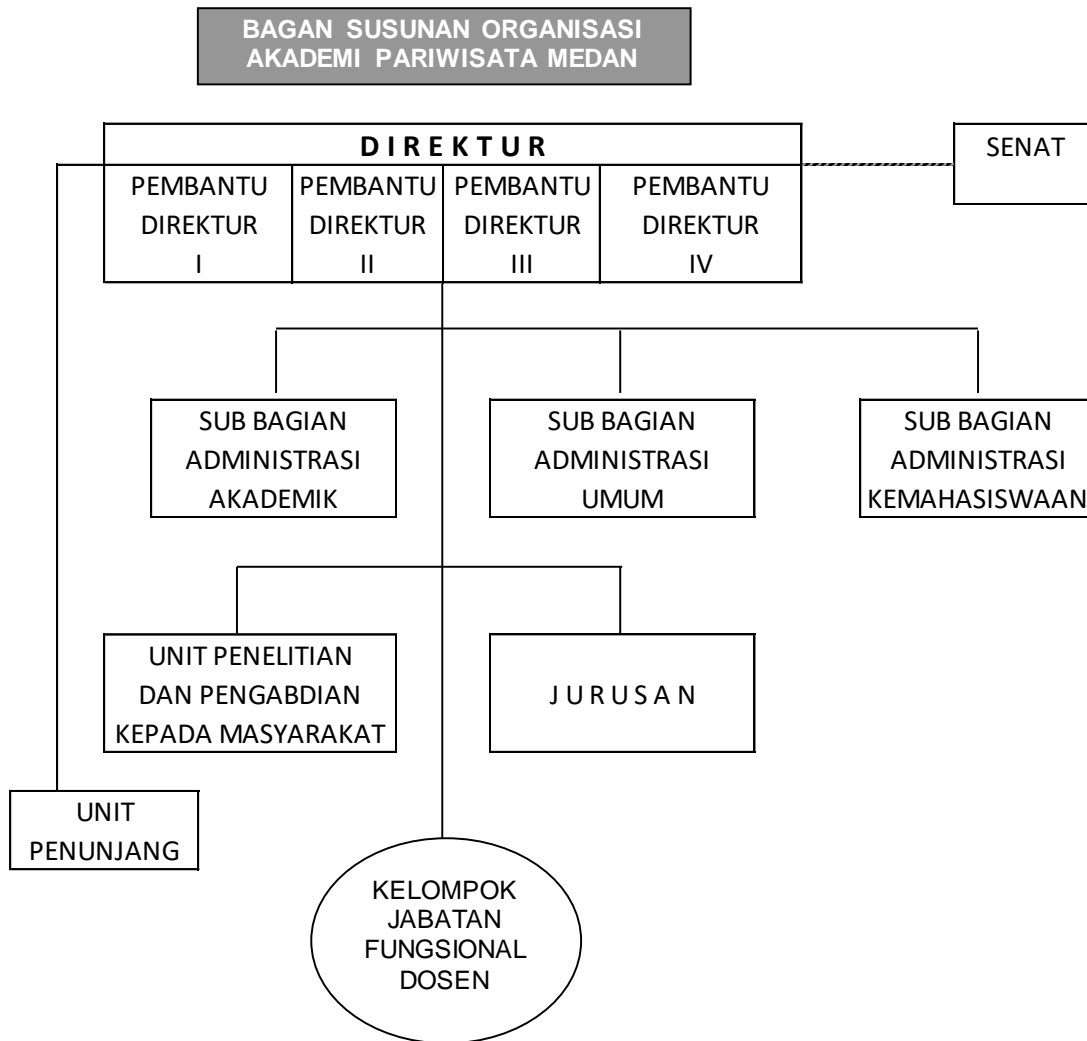 BAGAN SUSUNAN ORGANISASI
AKADEMI PARIWISATA MEDAN
D I R E K T U R
SENAT
PEMBANTU
DIREKTUR
I
PEMBANTU
DIREKTUR
II
PEMBANTU
DIREKTUR
III
PEMBANTU
DIREKTUR
IV
SUB BAGIAN
ADMINISTRASI
AKADEMIK
SUB BAGIAN
ADMINISTRASI
UMUM
SUB BAGIAN
ADMINISTRASI
KEMAHASISWAAN
UNIT PENELITIAN
DAN PENGABDIAN
KEPADA MASYARAKAT
J U R U S A N
UNIT
PENUNJANG
KELOMPOK
JABATAN
FUNGSIONAL
DOSEN